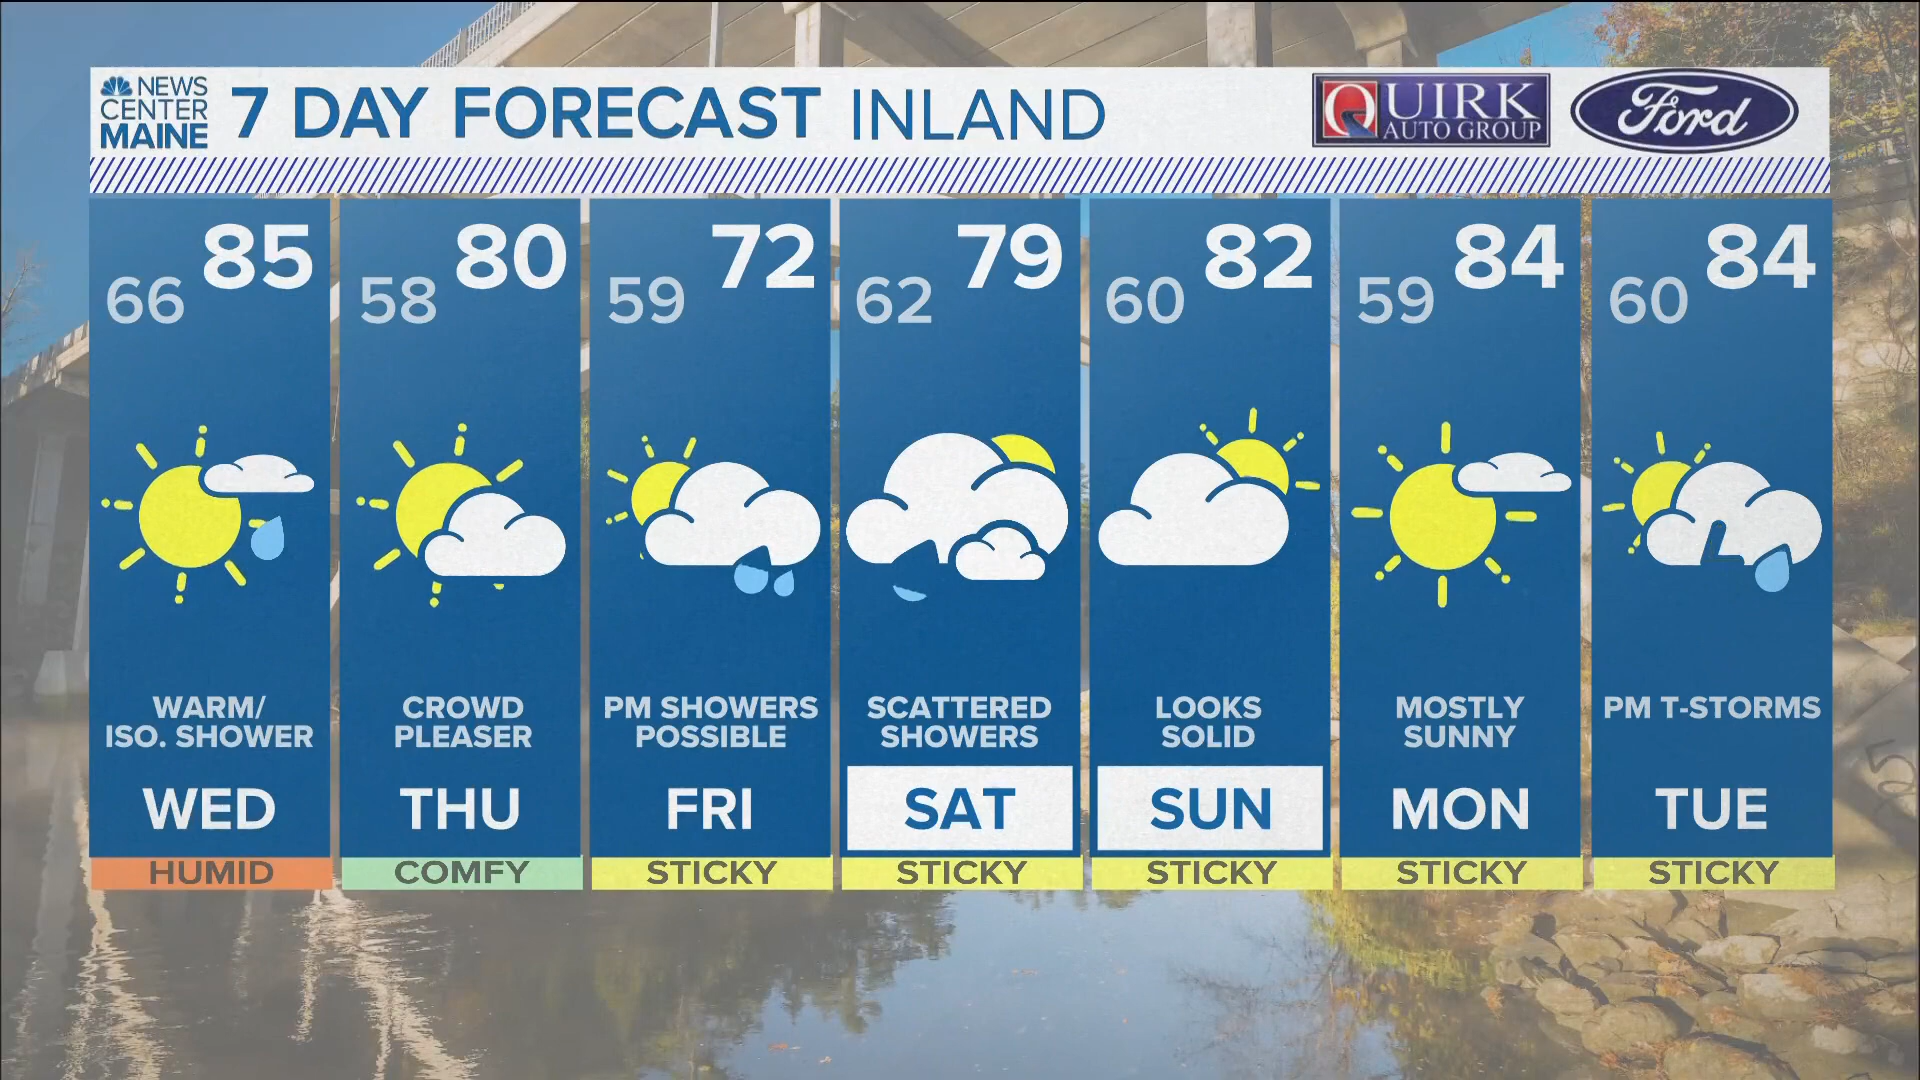 NEWS
CENTER
MAINE
7 DAY FORECAST INLAND
QUIRK
AUTO GROUP
Ford
85
66
WARM/
ISO. SHOWER
WED
HUMID
80
58
CROWD
PLEASER
THU
COMFY
72
59
PM SHOWERS
POSSIBLE
FRI
STICKY
79
62
SCATTERED
SHOWERS
SAT
STICKY
82
60
LOOKS
SOLID
SUN
STICKY
84
59
MOSTLY
SUNNY
MON
STICKY
84
60
PM T-STORMS
TUE
STICKY